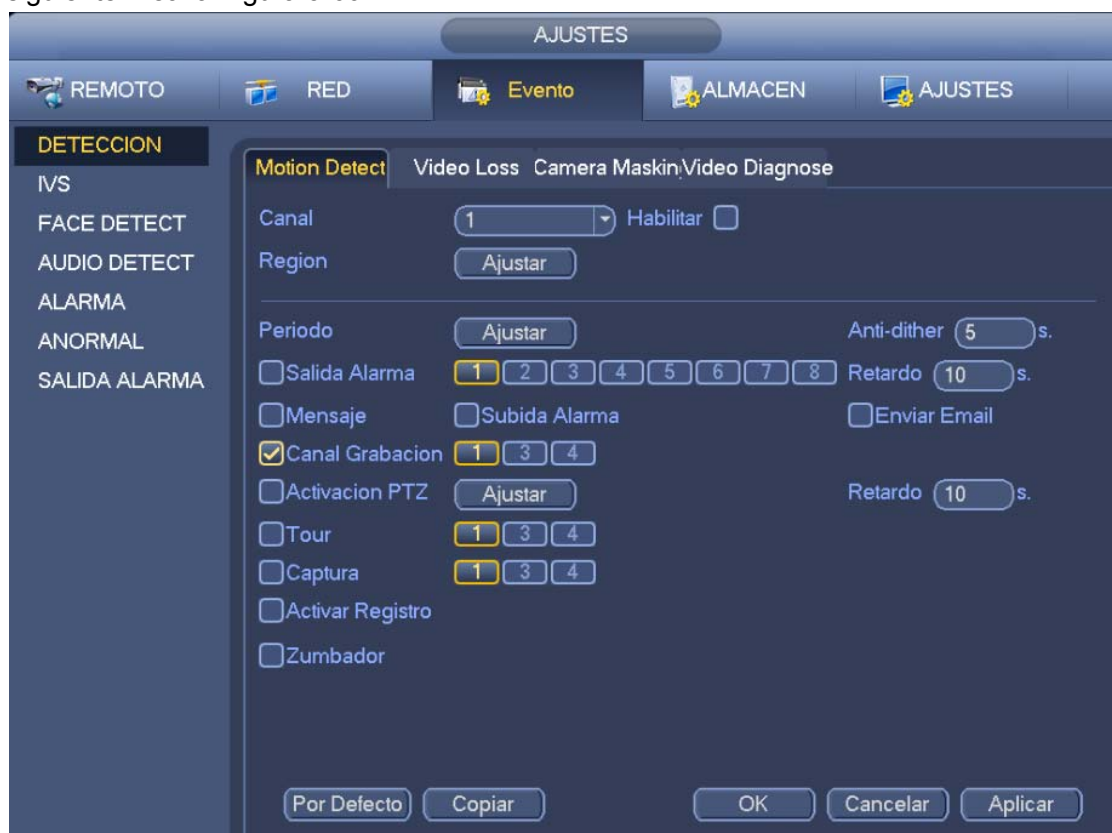 AJUSTES
REMOTO RED Evento ALMACEN AJUSTES
DETECCION
IVS
FACE DETECT
AUDIO DETECT
ALARMA
ANORMAL
SALIDA ALARMA
Motion Detect Video Loss Camera Maskin Video Diagnose
Canal 1 Habilitar
Region Ajustar
Periodo Ajustar Anti-dither 5 s.
Salida Alarma 1 2 3 4 5 6 7 8 Retardo 10 s.
Mensaje Subida Alarma Enviar Email
Canal Grabacion 1 3 4
Activacion PTZ Ajustar Retardo 10 s.
Tour 1 3 4
Captura 1 3 4
Activar Registro
Zumbador
Por Defecto Copiar OK Cancelar Aplicar